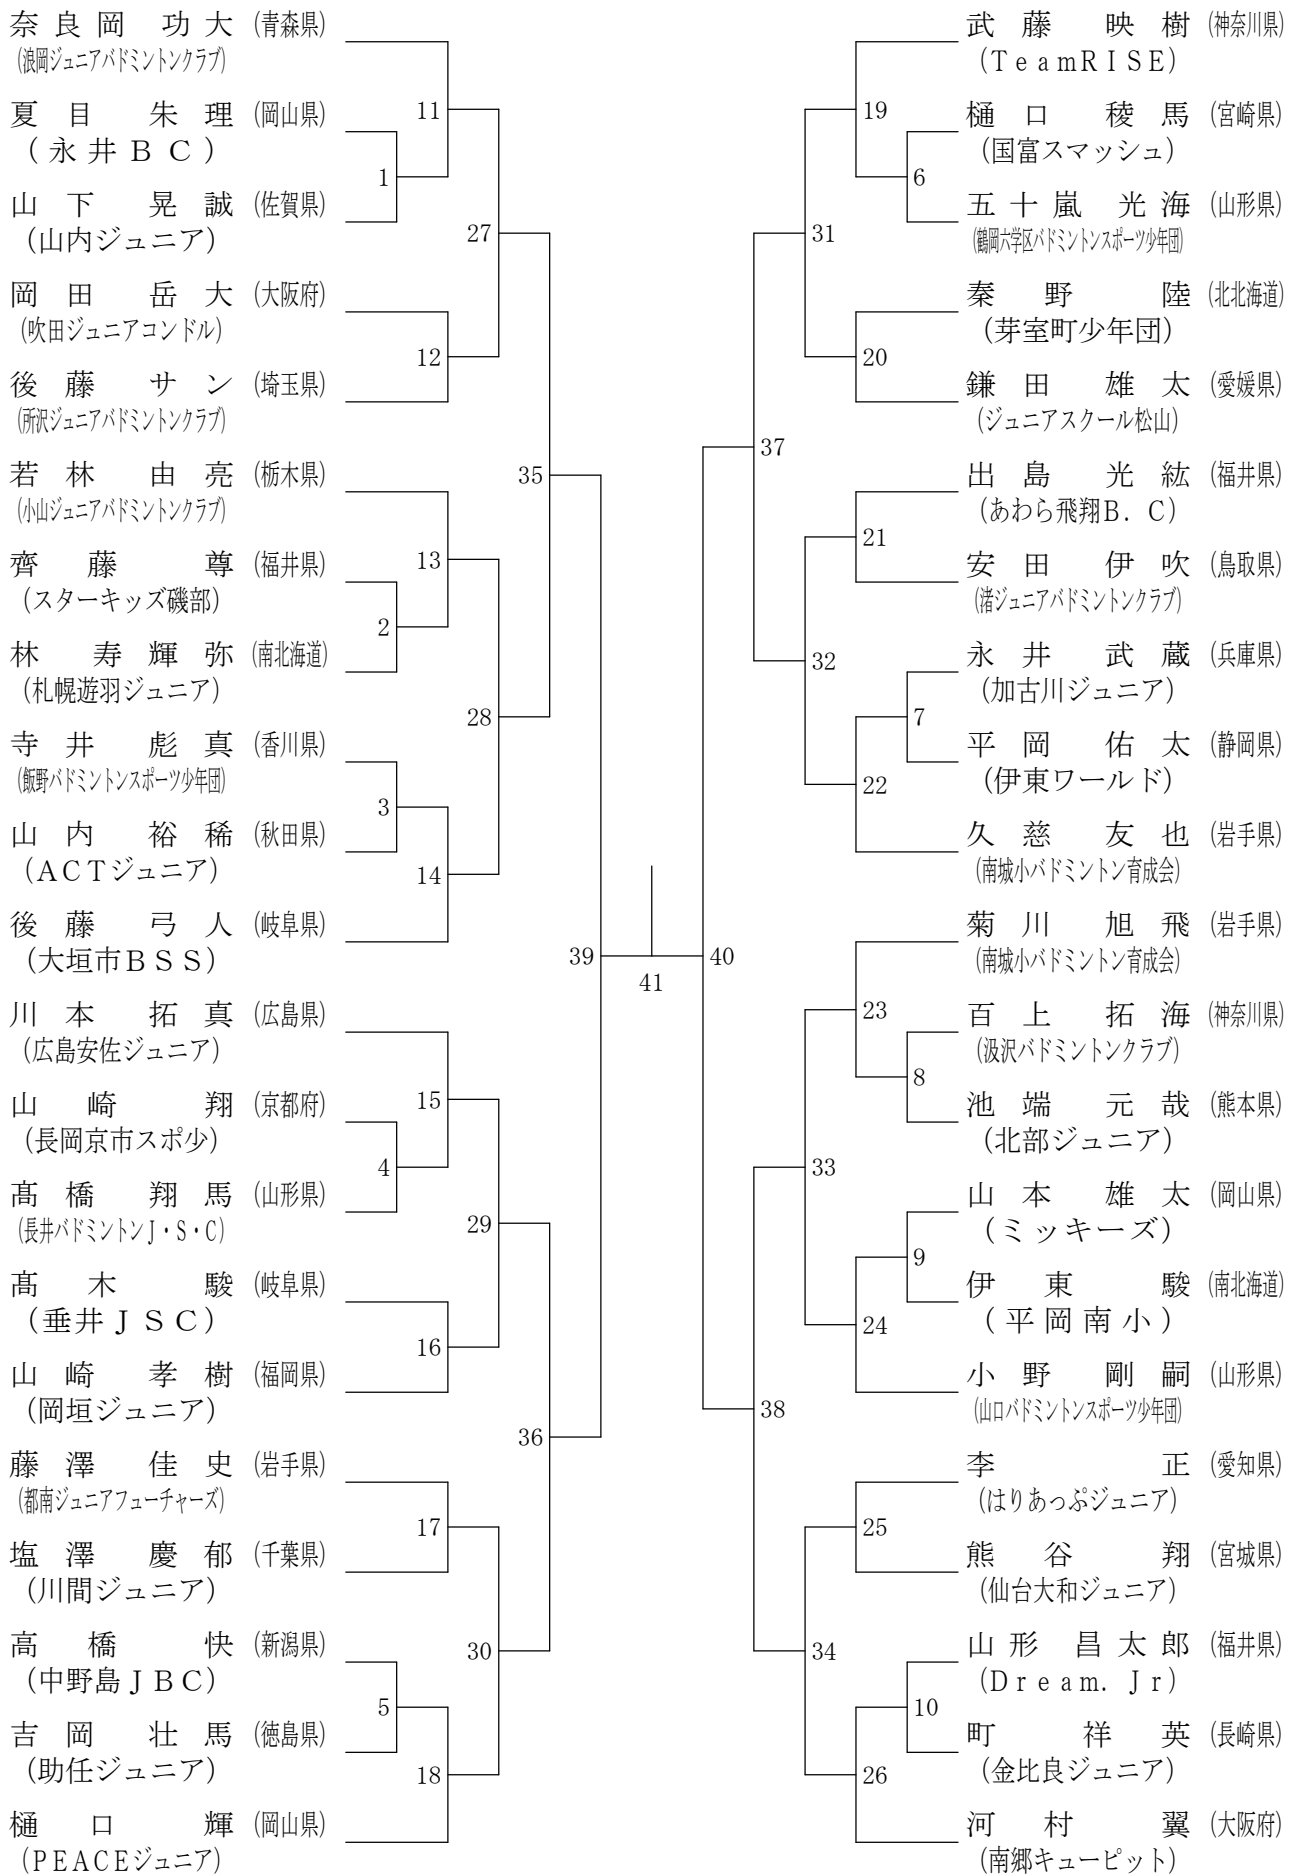 奈良岡 功大 (青森県)
(浪岡ジュニアバドミントンクラブ)
夏目 朱理 (岡山県)
(永井BC)
山下 晃誠 (佐賀県)
(山内ジュニア)
岡田 岳大 (大阪府)
(吹田ジュニアコンドル)
後藤 サン (埼玉県)
(所沢ジュニアバドミントンクラブ)
若林 由亮 (栃木県)
(小山ジュニアバドミントンクラブ)
齊藤 尊 (福井県)
(スターキッズ磯部)
林 寿輝弥 (南北海道)
(札幌遊羽ジュニア)
寺井 彪真 (香川県)
(飯野バドミントンスポーツ少年団)
山内 裕稀 (秋田県)
(ACTジュニア)
後藤 弓人 (岐阜県)
(大垣市BSS)
川本 拓真 (広島県)
(広島安佐ジュニア)
山崎 翔 (京都府)
(長岡京市スポ少)
髙橋 翔馬 (山形県)
(長井バドミントンJ・S・C)
髙木 駿 (岐阜県)
(垂井JSC)
山崎 孝樹 (福岡県)
(岡垣ジュニア)
藤澤 佳史 (岩手県)
(都南ジュニアフューチャーズ)
塩澤 慶郁 (千葉県)
(川間ジュニア)
高橋 快 (新潟県)
(中野島JBC)
吉岡 壮馬 (徳島県)
(助任ジュニア)
樋口 輝 (岡山県)
(PEACEジュニア)
11
1
27
12
35
13
2
28
3
14
39
15
4
29
16
36
17
30
5
18
41
40
19
6
31
20
37
21
32
7
22
23
8
33
9
24
38
25
34
10
26
武藤 映樹 (神奈川県)
(TeamRISE)
樋口 稜馬 (宮崎県)
(国富スマッシュ)
五十嵐 光海 (山形県)
(鶴岡六学区バドミントンスポーツ少年団)
秦野 陸 (北北海道)
(芽室町少年団)
鎌田 雄太 (愛媛県)
(ジュニアスクール松山)
出島 光紘 (福井県)
(あわら飛翔B．C)
安田 伊吹 (鳥取県)
(渚ジュニアバドミントンクラブ)
永井 武蔵 (兵庫県)
(加古川ジュニア)
平岡 佑太 (静岡県)
(伊東ワールド)
久慈 友也 (岩手県)
(南城小バドミントン育成会)
菊川 旭飛 (岩手県)
(南城小バドミントン育成会)
百上 拓海 (神奈川県)
(汲沢バドミントンクラブ)
池端 元哉 (熊本県)
(北部ジュニア)
山本 雄太 (岡山県)
(ミッキーズ)
伊東 駿 (南北海道)
(平岡南小)
小野 剛嗣 (山形県)
(山口バドミントンスポーツ少年団)
李 正 (愛知県)
(はりあっぷジュニア)
熊谷 翔 (宮城県)
(仙台大和ジュニア)
山形 昌太郎 (福井県)
(Dream．Jr)
町 祥英 (長崎県)
(金比良ジュニア)
河村 翼 (大阪府)
(南郷キューピット)